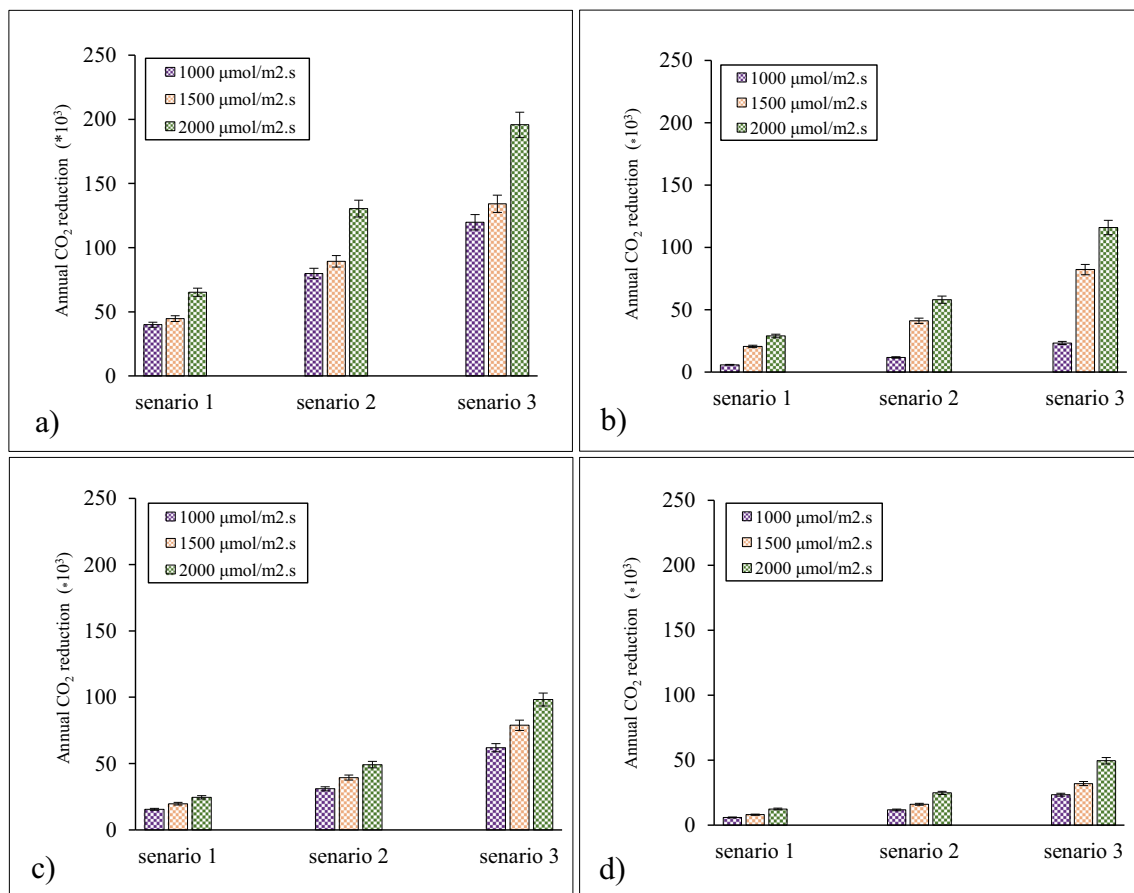 250
200
150
100
50
0
Annual CO₂ reduction (*10³)
1000 μmol/m2.s
1500 μmol/m2.s
2000 μmol/m2.s
senario 1 senario 2 senario 3
a)
250
200
150
100
50
0
Annual CO₂ reduction (*10³)
1000 μmol/m2.s
1500 μmol/m2.s
2000 μmol/m2.s
senario 1 senario 2 senario 3
b)
250
200
150
100
50
0
Annual CO₂ reduction (*10³)
1000 μmol/m2.s
1500 μmol/m2.s
2000 μmol/m2.s
senario 1 senario 2 senario 3
c)
250
200
150
100
50
0
Annual CO₂ reduction (*10³)
1000 μmol/m2.s
1500 μmol/m2.s
2000 μmol/m2.s
senario 1 senario 2 senario 3
d)